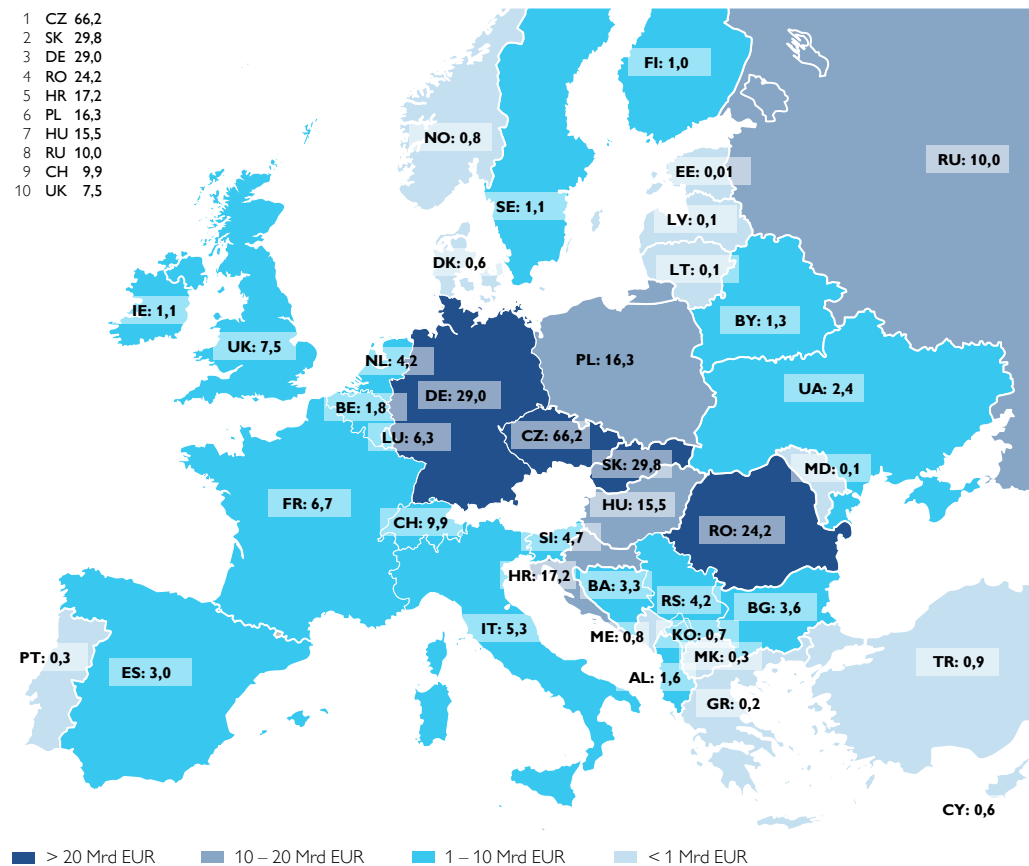 1 CZ 66,2
2 SK 29,8
3 DE 29,0
4 RO 24,2
5 HR 17,2
6 PL 16,3
7 HU 15,5
8 RU 10,0
9 CH 9,9
10 UK 7,5
FI: 1,0
NO: 0,8
RU: 10,0
EE: 0,01
SE: 1,1
LV: 0,1
DK: 0,6
LT: 0,1
IE: 1,1
BY: 1,3
UK: 7,5
NL: 4,2
PL: 16,3
UA: 2,4
DE: 29,0
BE: 1,8
LU: 6,3
CZ: 66,2
SK: 29,8
MD: 0,1
FR: 6,7
HU: 15,5
CH: 9,9
RO: 24,2
SI: 4,7
HR: 17,2
BA: 3,3
RS: 4,2
BG: 3,6
IT: 5,3
ME: 0,8
KO: 0,7
PT: 0,3
MK: 0,3
TR: 0,9
ES: 3,0
AL: 1,6
GR: 0,2
CY: 0,6
> 20 Mrd EUR
10 – 20 Mrd EUR
1 – 10 Mrd EUR
< 1 Mrd EUR